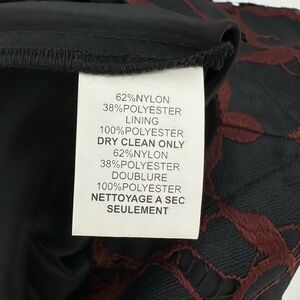 62%NYLON
38%POLYESTER
LINING
100%POLYESTER
DRY CLEAN ONLY
62%NYLON
38%POLYESTER
DOUBLURE
100%POLYESTER
NETTOYAGE A SEC
SEULEMENT